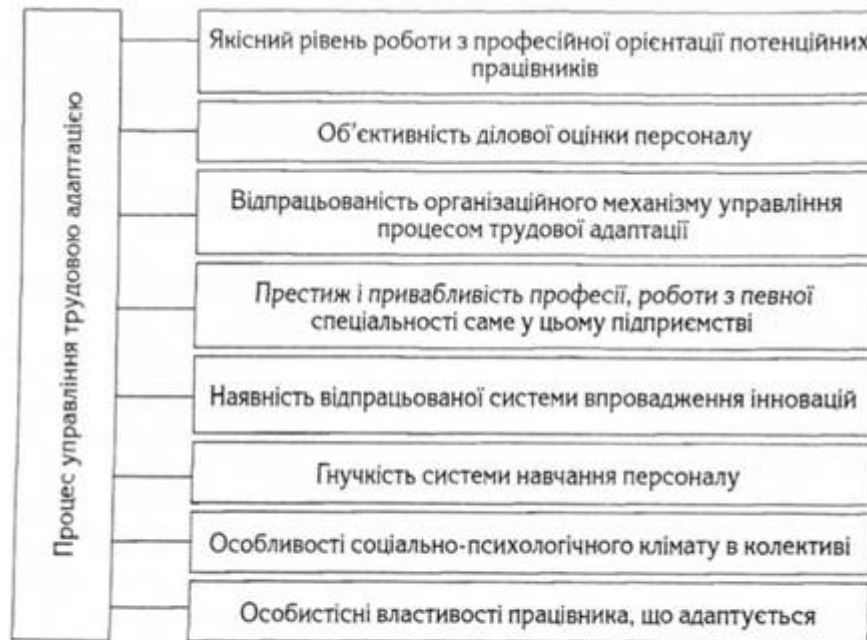 Процес управління трудовою адаптацією
Якісний рівень роботи з професійної орієнтації потенційних
працівників
Об'єктивність ділової оцінки персоналу
Відпрацьованість організаційного механізму управління
процесом трудової адаптації
Престиж і привабливість професії, роботи з певної
спеціальності саме у цьому підприємстві
Наявність відпрацьованої системи впровадження інновацій
Гнучкість системи навчання персоналу
Особливості соціально-психологічного клімату в колективі
Особистісні властивості працівника, що адаптується